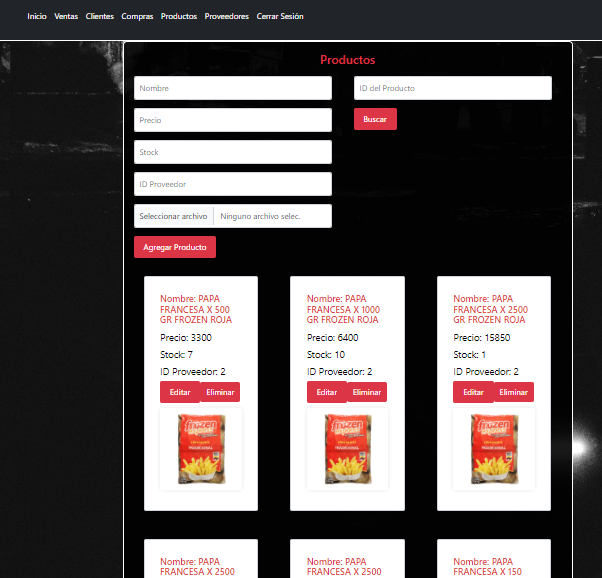 Inicio Ventas Clientes Compras Productos Proveedores Cerrar Sesión
Productos
Nombre
ID del Producto
Precio
Buscar
Stock
ID Proveedor
Seleccionar archivo Ninguno archivo selec.
Agregar Producto
Nombre: PAPA
FRANCESA X 500
GR FROZEN ROJA
Precio: 3300
Stock: 7
ID Proveedor: 2
Editar Eliminar
frozen
Nombre: PAPA
FRANCESA X 1000
GR FROZEN ROJA
Precio: 6400
Stock: 10
ID Proveedor: 2
Editar Eliminar
frozen
Nombre: PAPA
FRANCESA X 2500
GR FROZEN ROJA
Precio: 15850
Stock: 1
ID Proveedor: 2
Editar Eliminar
frozen
Nombre: PAPA
FRANCESA X 2500
Nombre: PAPA
FRANCESA X 2500
Nombre: PAPA
FRANCESA X 150